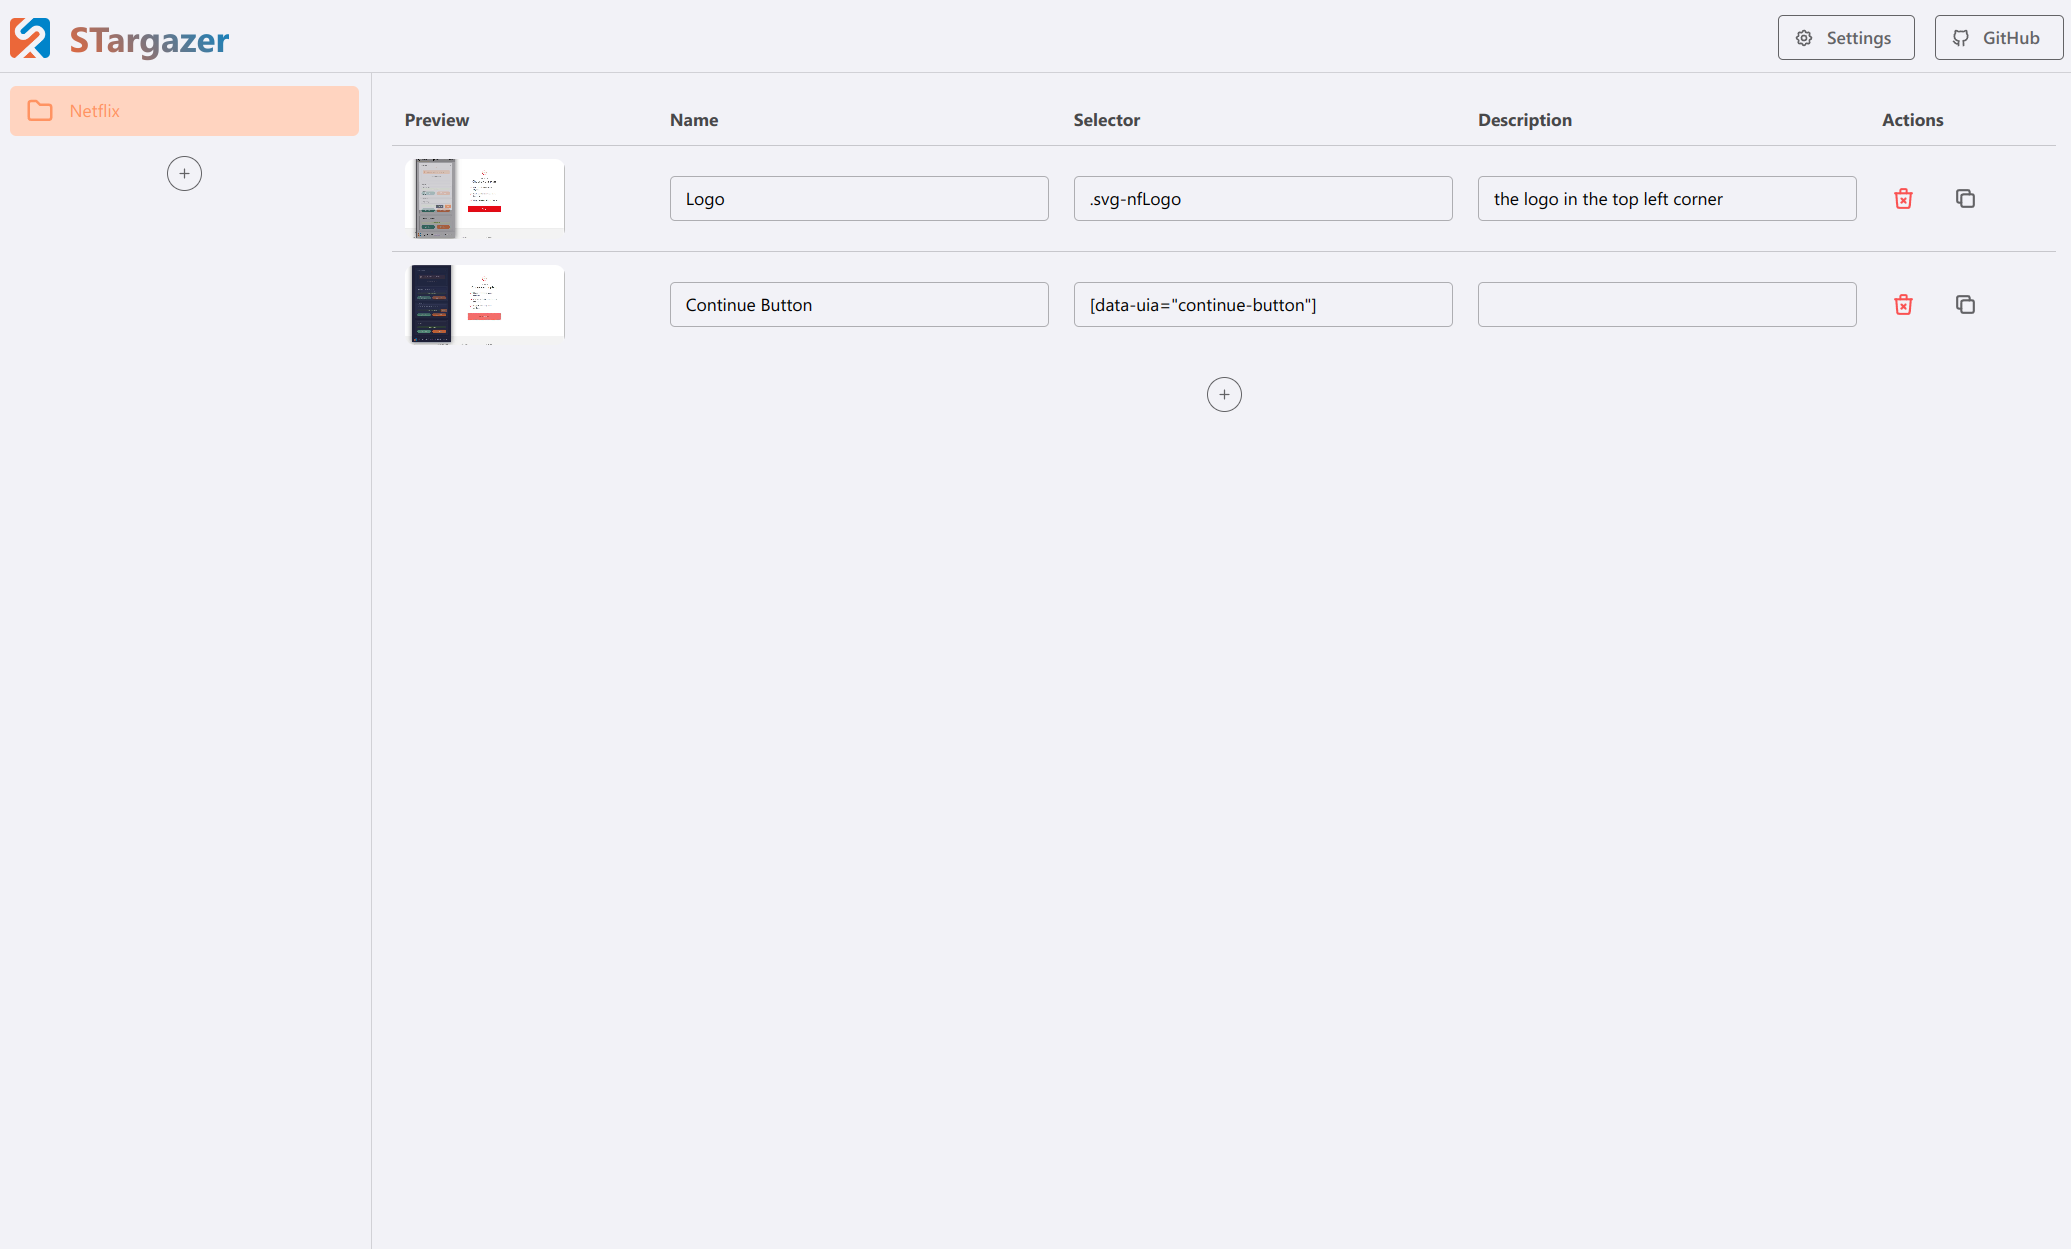 STargazer
Settings
GitHub
Netflix
Preview Name Selector Description Actions
Logo .svg-nfLogo the logo in the top left corner
Continue Button [data-uia="continue-button"]